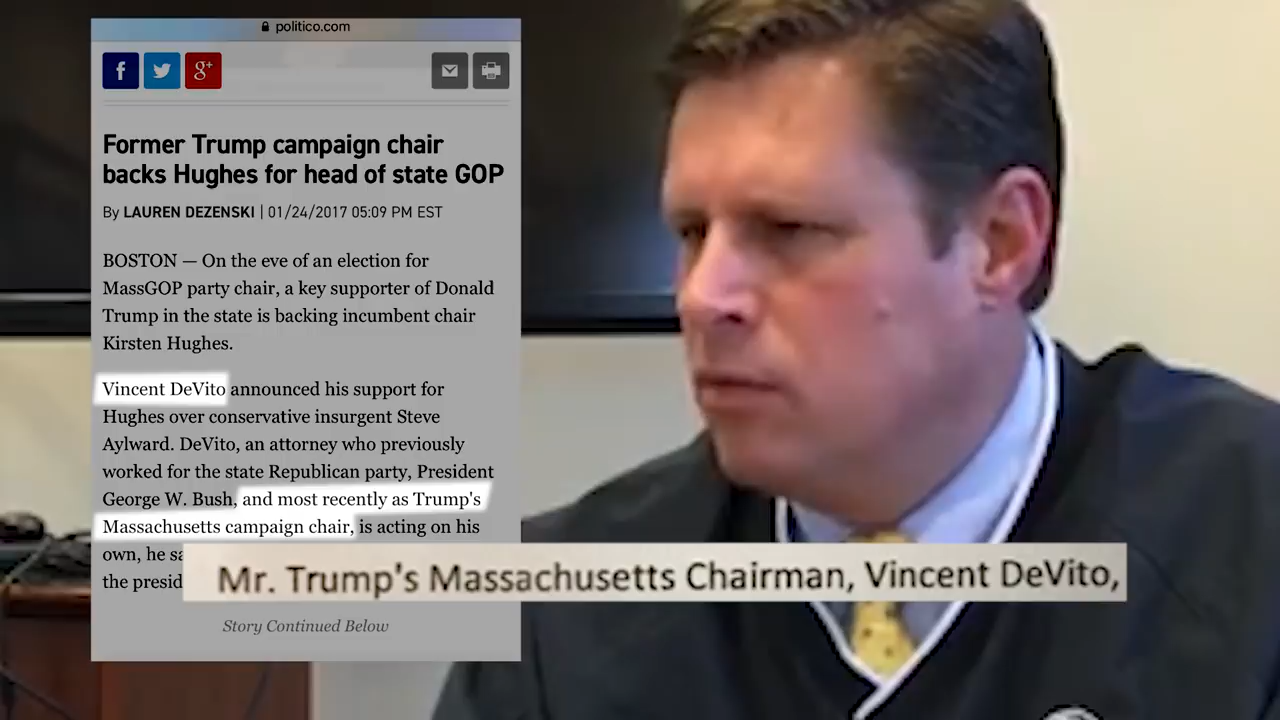 politico.com
f
g+
Former Trump campaign chair
backs Hughes for head of state GOP
By LAUREN DEZENSKI | 01/24/2017 05:09 PM EST
BOSTON — On the eve of an election for
MassGOP party chair, a key supporter of Donald
Trump in the state is backing incumbent chair
Kirsten Hughes.
Vincent DeVito announced his support for
Hughes over conservative insurgent Steve
Aylward. DeVito, an attorney who previously
worked for the state Republican party, President
George W. Bush, and most recently as Trump's
Massachusetts campaign chair, is acting on his
own, he sa
the presid
Mr. Trump's Massachusetts Chairman, Vincent DeVito,
Story Continued Below